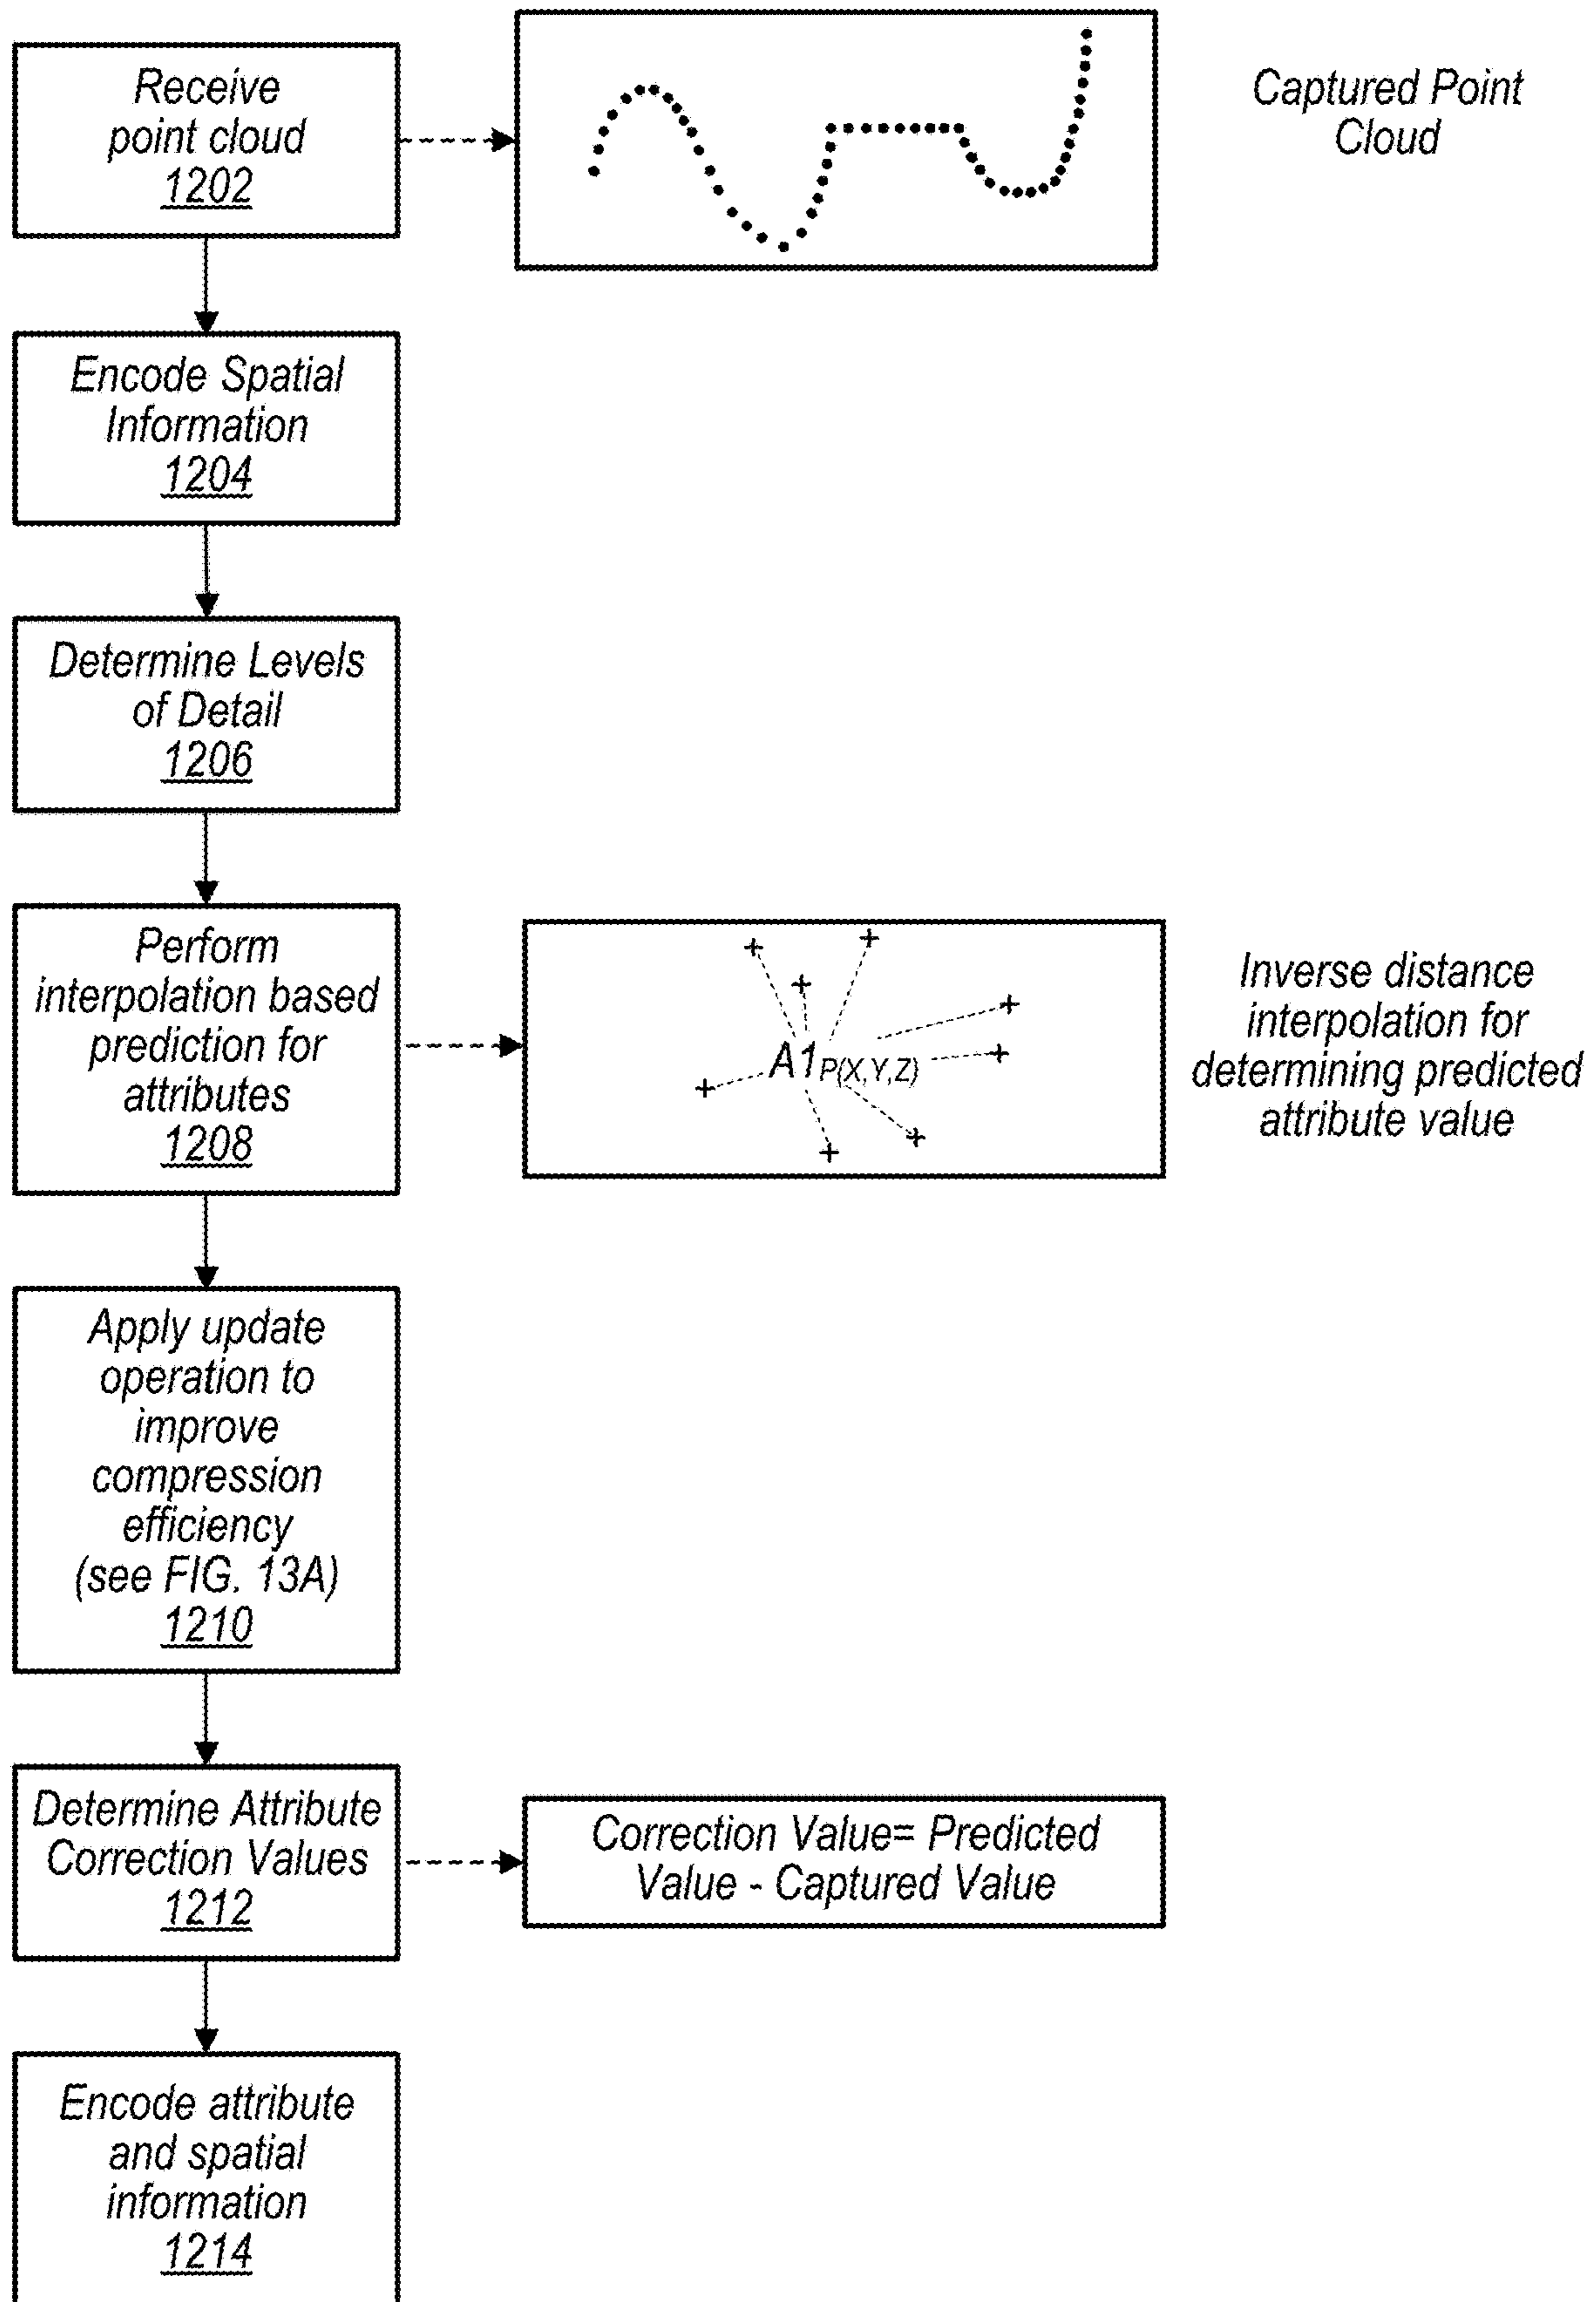 Receive
point cloud
1202
Captured Point
Cloud
Encode Spatial
Information
1204
Determine Levels
of Detail
1206
Perform
interpolation based
prediction for
attributes
1208
A1P(X,Y,Z)
Inverse distance
interpolation for
determining predicted
attribute value
Apply update
operation to
improve
compression
efficiency
(see FIG. 13A)
1210
Determine Attribute
Correction Values
1212
Correction Value= Predicted
Value - Captured Value
Encode attribute
and spatial
information
1214